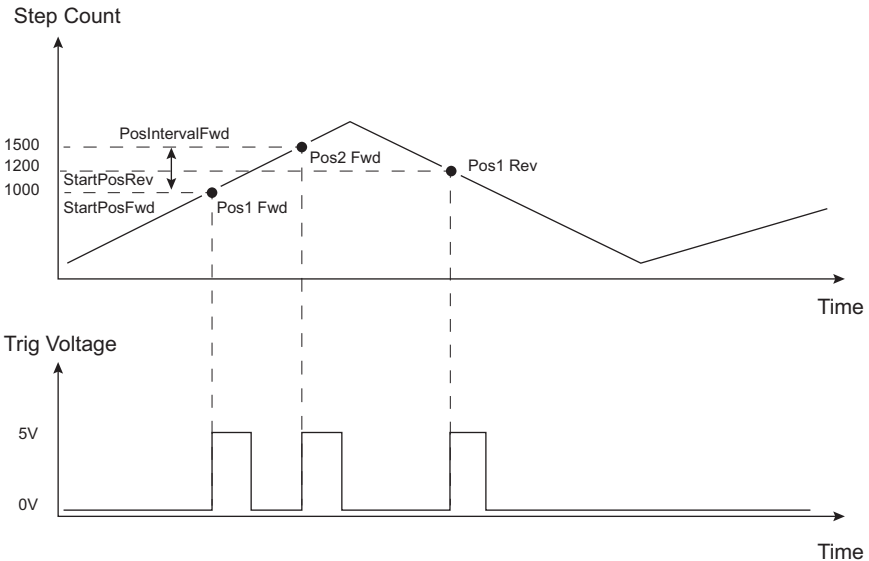 Step Count
PosIntervalFwd
1500
Pos2 Fwd
1200
Pos1 Rev
StartPosRev
1000
StartPosFwd
Pos1 Fwd
Time
Trig Voltage
5V
0V
Time